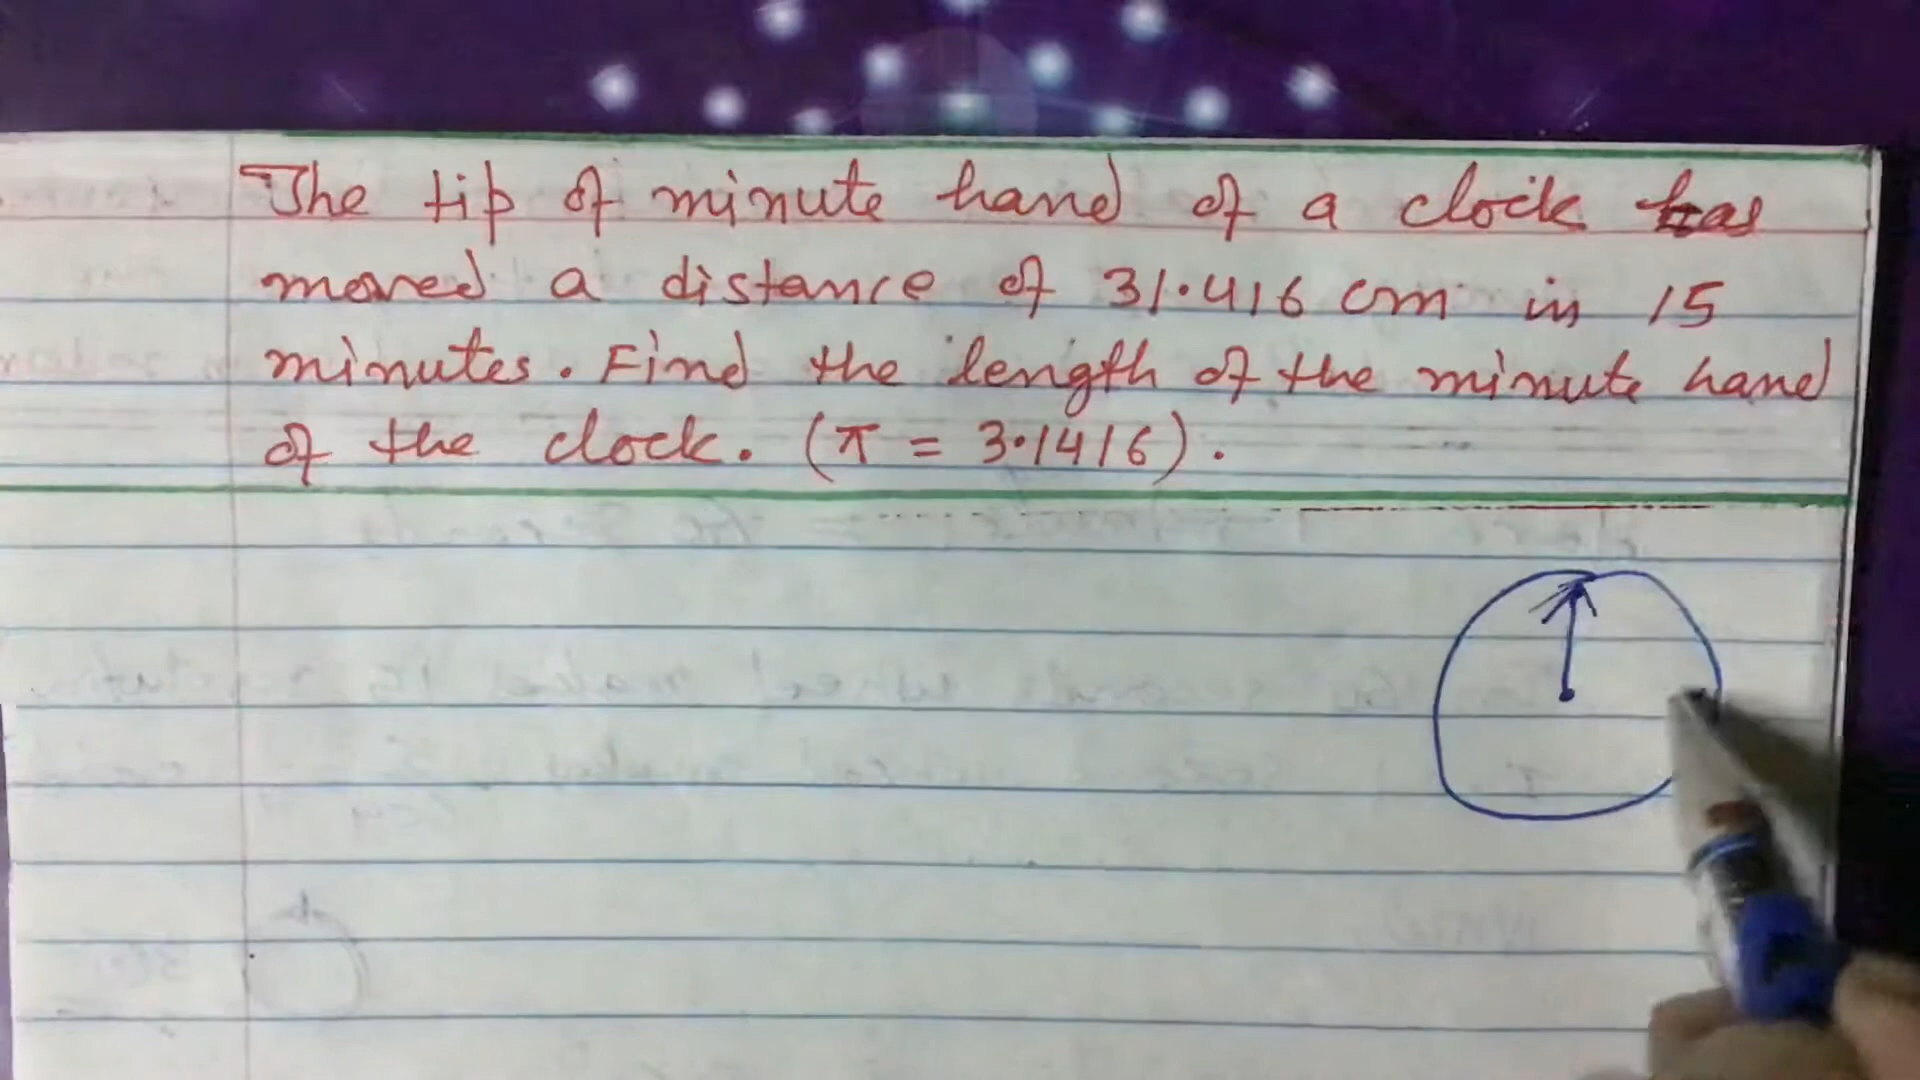 The tip of minute hand of a clock has
moved a distance of 31.416 cm in 15
minutes. Find the length of the minute hand
of the clock. (π = 3.1416).